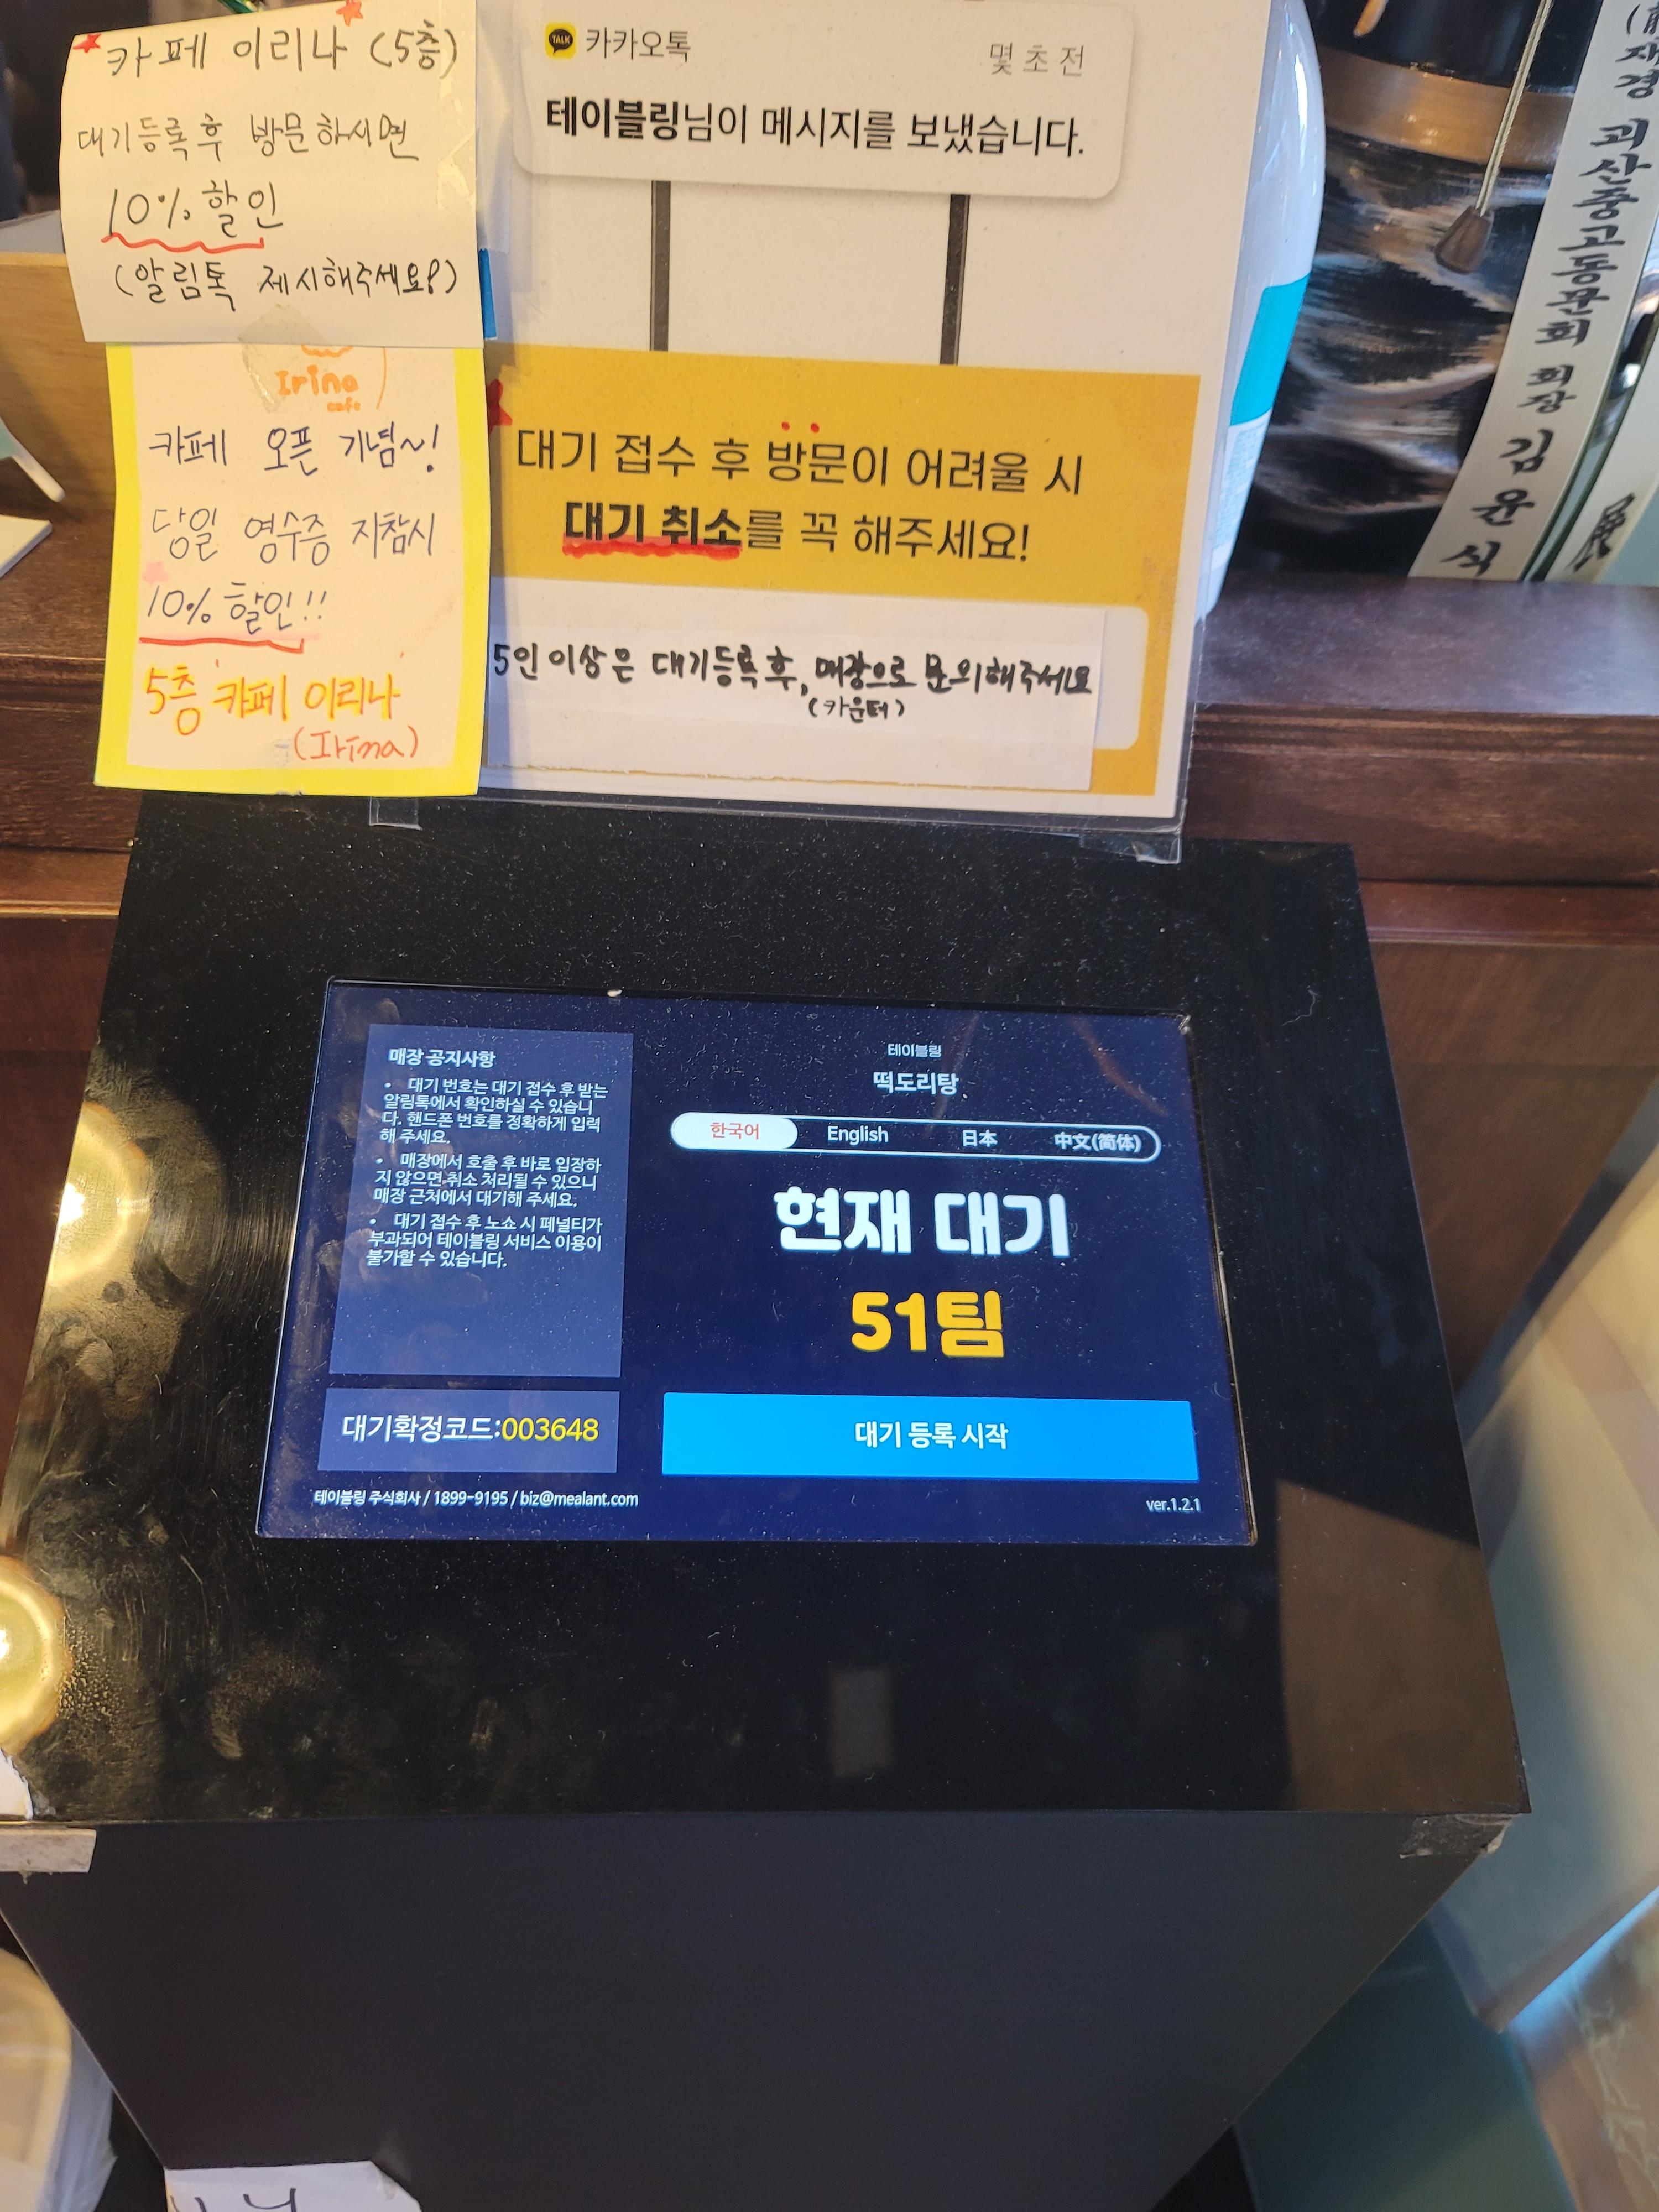 카페 이리나 (5층)
대기등록 후 방문하시면
10% 할인
(알림톡 제시해주세요!)
Irina
cafe
카페 오픈 기념~!
당일 영수증 지참시
10% 할인!!
5층 카페 이리나
(Irina)
TALK 카카오톡
몇 초 전
테이블링님이 메시지를 보냈습니다.
대기 접수 후 방문이 어려울 시
대기 취소를 꼭 해주세요!
5인 이상은 대기등록 후, 매장으로 문의해주세요
(카운터)
재경 괴산중고동문회 회장 김윤식
매장 공지사항
• 대기 번호는 대기 접수 후 받는
알림톡에서 확인하실 수 있습니
다. 핸드폰 번호를 정확하게 입력
해 주세요.
• 매장에서 호출 후 바로 입장하
지 않으면 취소 처리될 수 있으니
매장 근처에서 대기해 주세요.
• 대기 접수 후 노쇼 시 페널티가
부과되어 테이블링 서비스 이용이
불가할 수 있습니다.
대기확정코드:003648
테이블링 주식회사 / 1899-9195 / biz@mealant.com
테이블링
떡도리탕
한국어 English 日本 中文(简体)
현재 대기
51팀
대기 등록 시작
ver.1.2.1